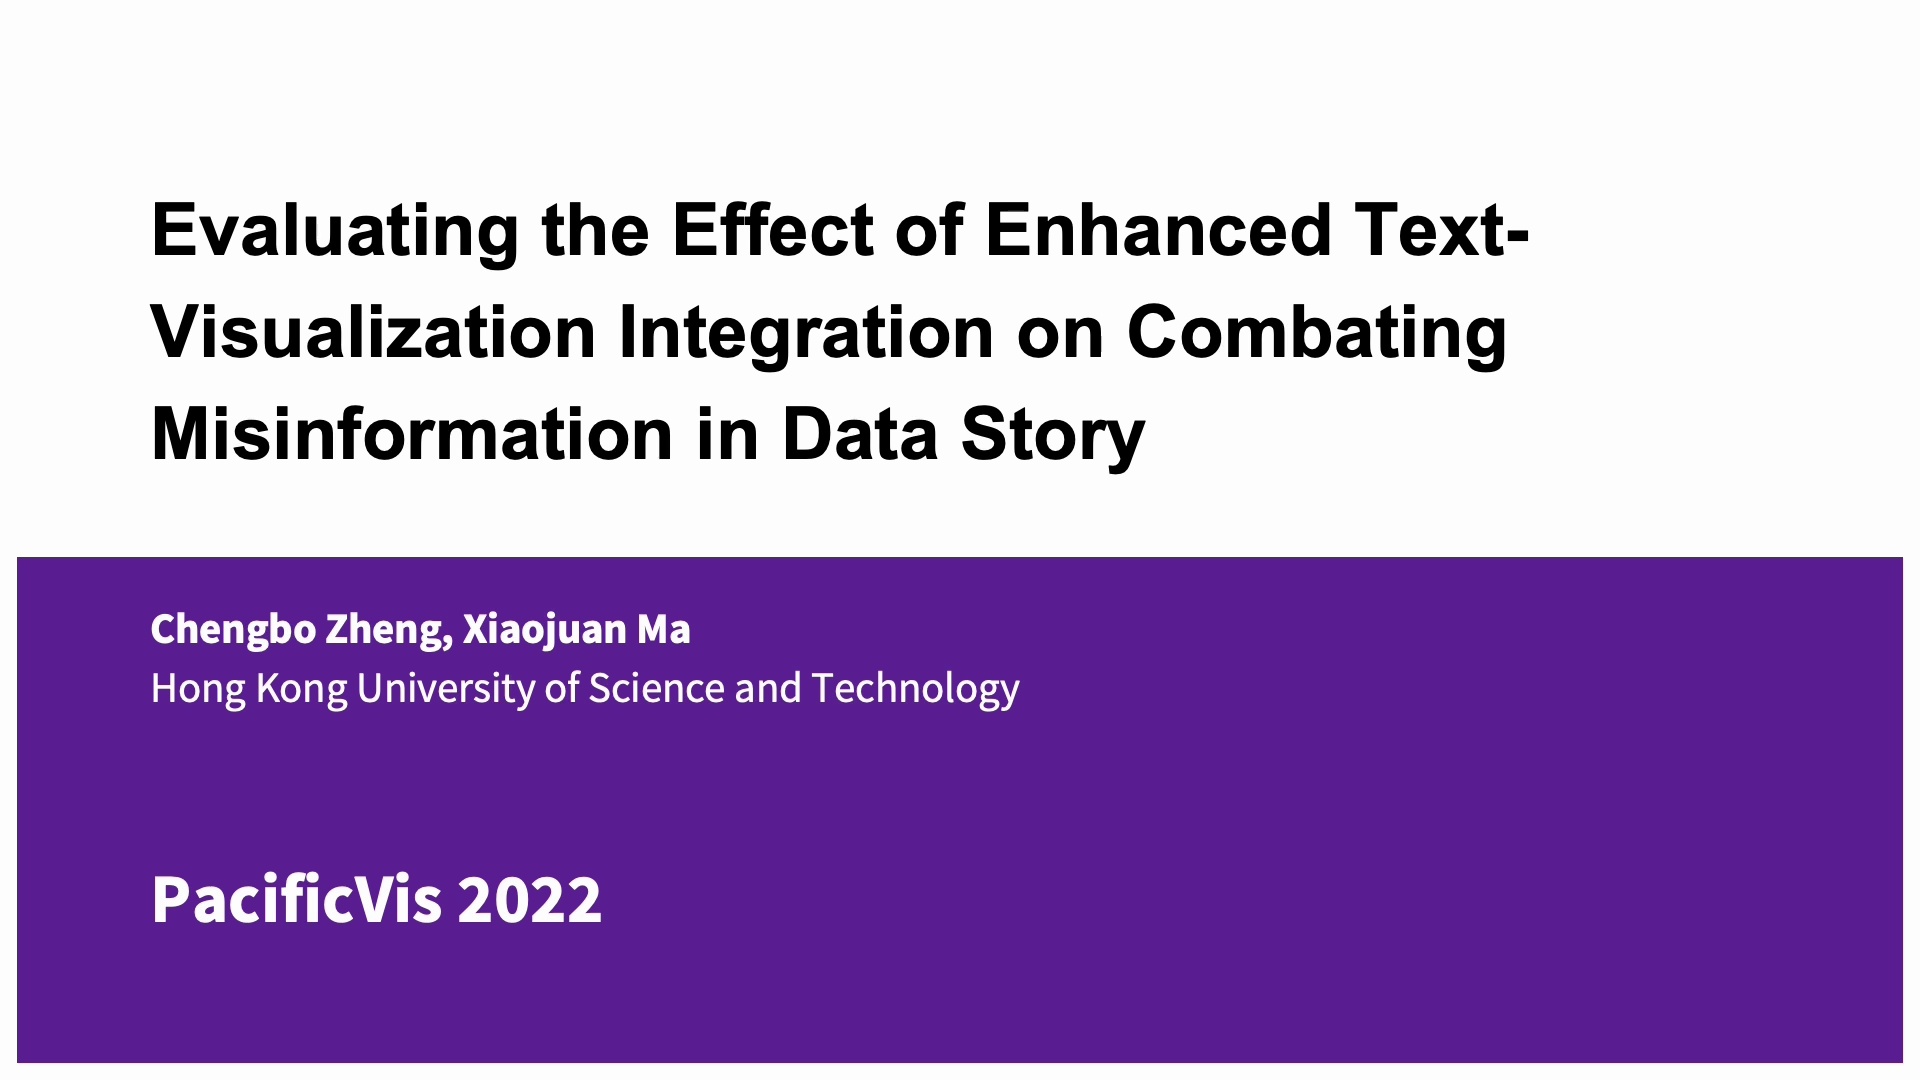 Evaluating the Effect of Enhanced Text-
Visualization Integration on Combating
Misinformation in Data Story
Chengbo Zheng, Xiaojuan Ma
Hong Kong University of Science and Technology
PacificVis 2022